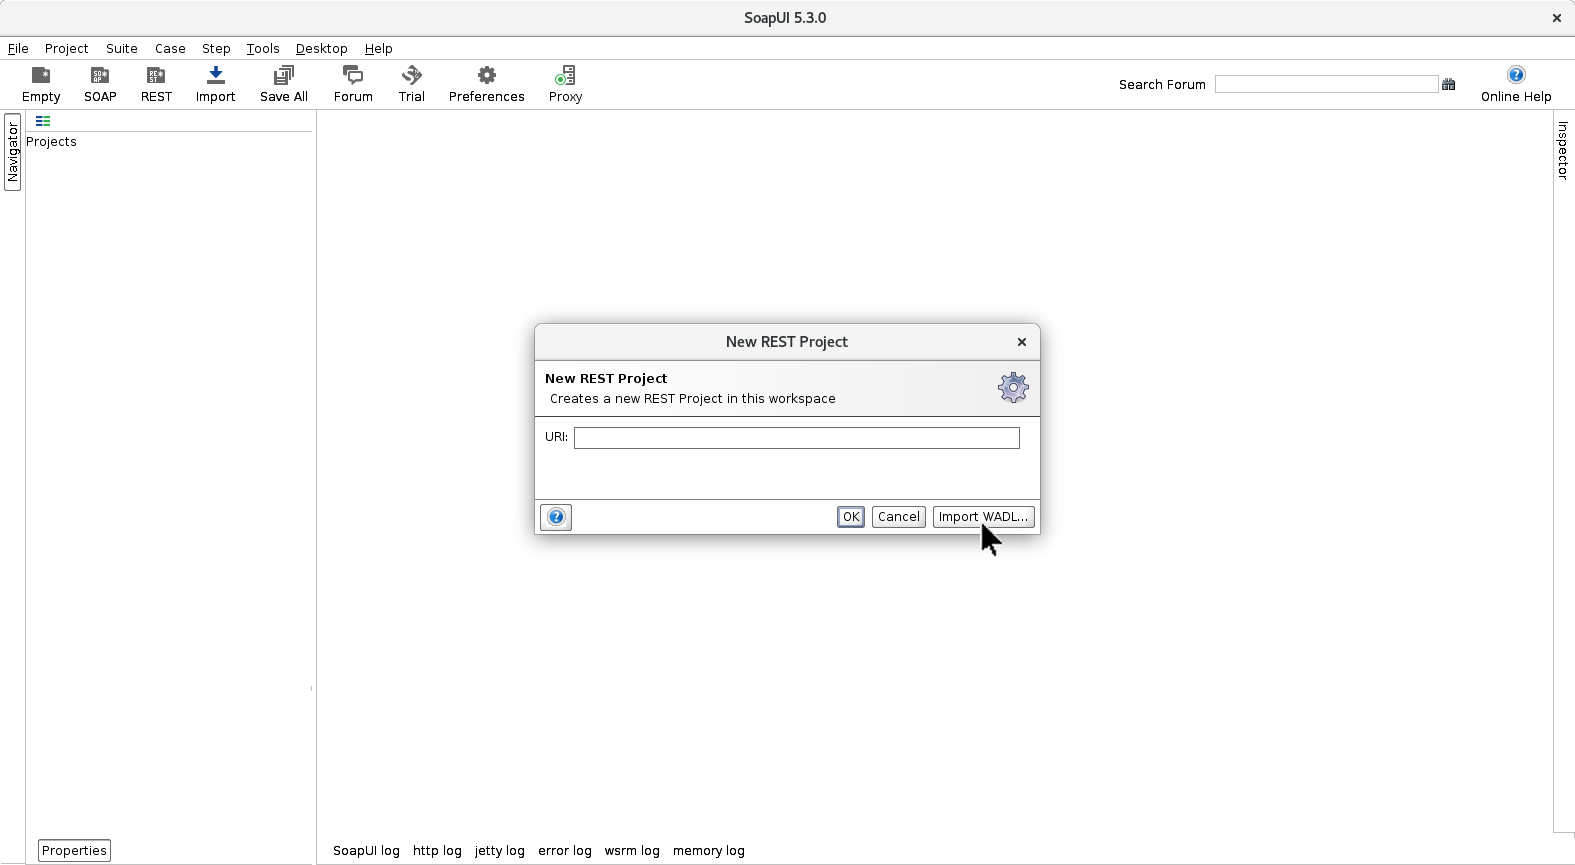 SoapUI 5.3.0
File Project Suite Case Step Tools Desktop Help
Empty SOAP REST Import Save All Forum Trial Preferences Proxy Search Forum Online Help
Navigator
Projects
Inspector
New REST Project
New REST Project
Creates a new REST Project in this workspace
URI:
OK Cancel Import WADL...
Properties SoapUI log http log jetty log error log wsrm log memory log